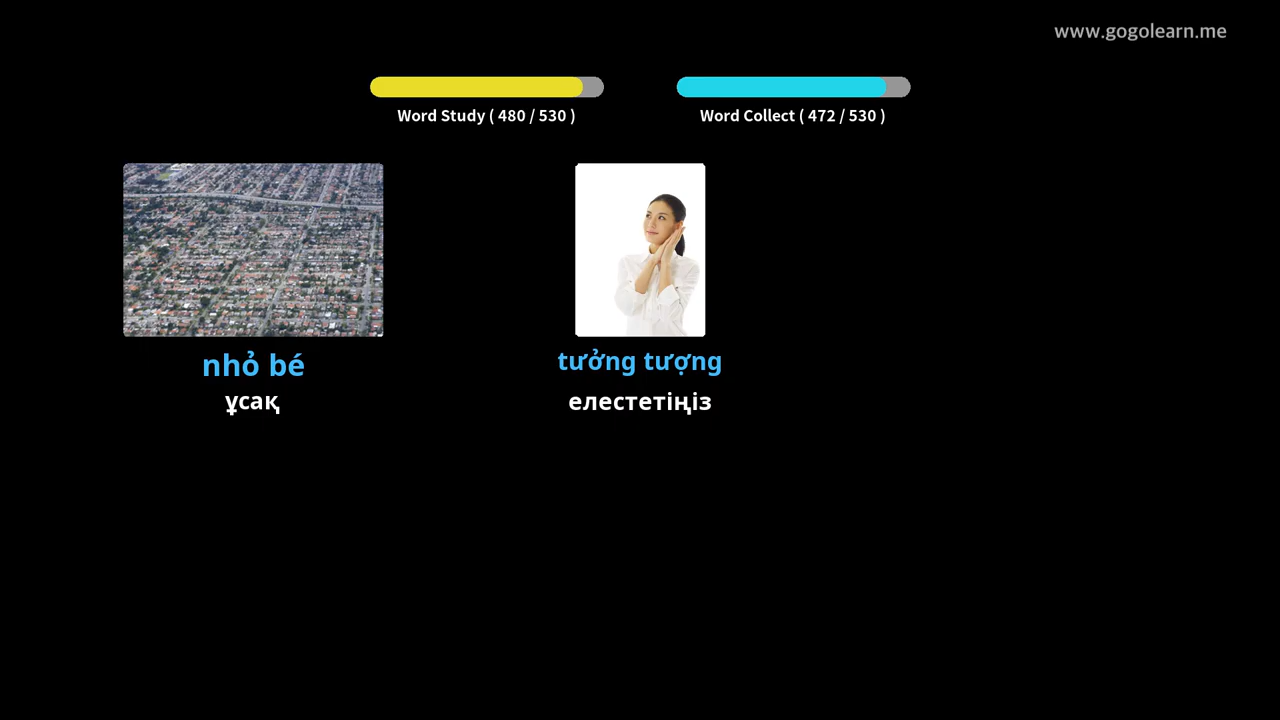 www.gogolearn.me
Word Study ( 480 / 530 )
Word Collect ( 472 / 530 )
nhỏ bé
ұсақ
tưởng tượng
елестетіңіз